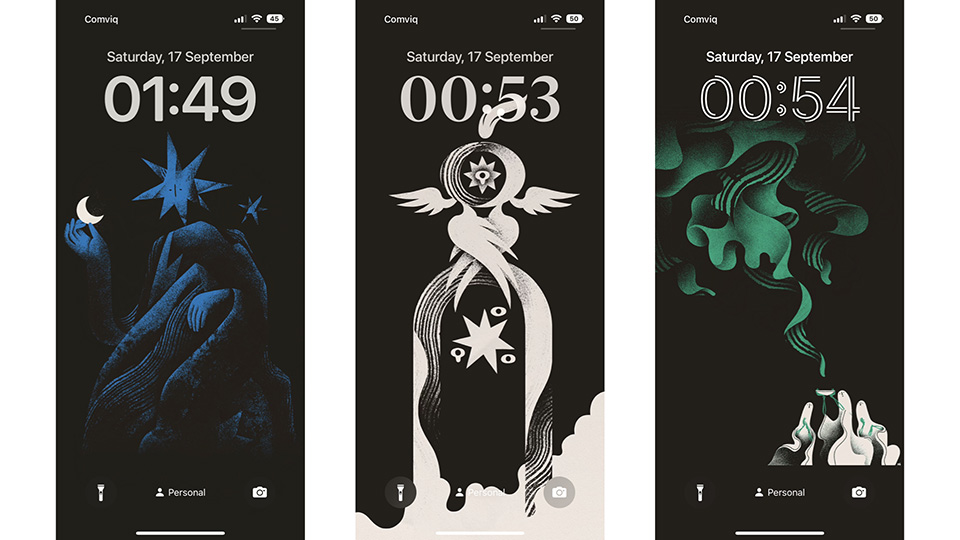 Comviq 45
Saturday, 17 September
01:49
Personal
Comviq 50
Saturday, 17 September
00:53
Personal
Comviq 50
Saturday, 17 September
00:54
Personal